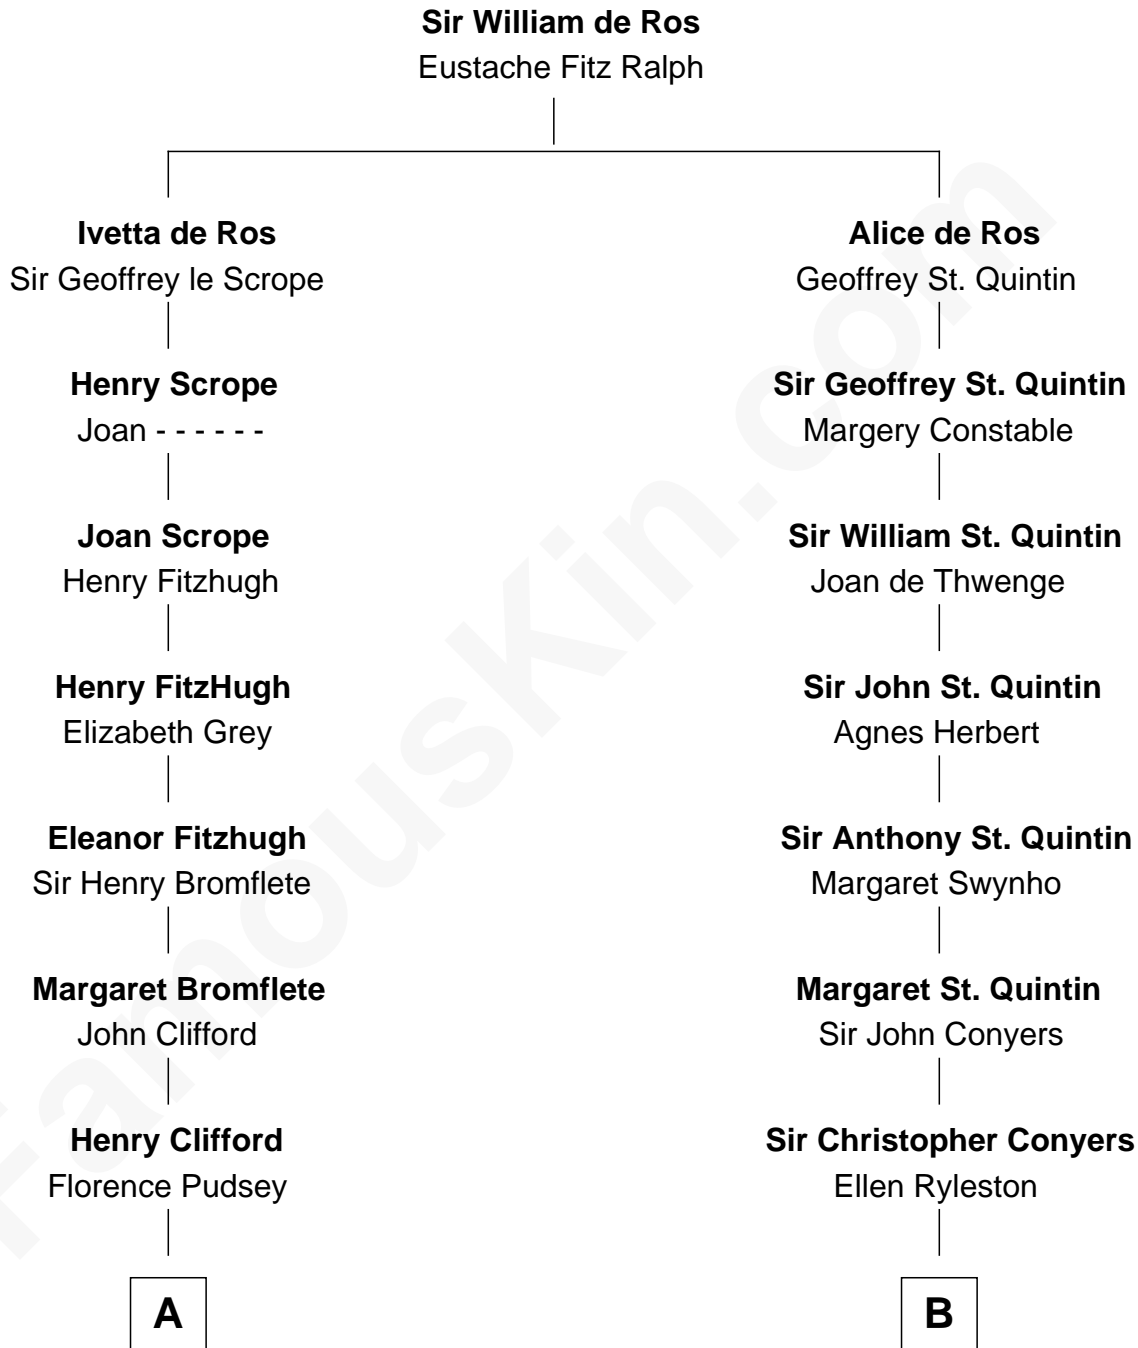 Sir William de Ros
Eustache Fitz Ralph
Ivetta de Ros
Sir Geoffrey le Scrope
Henry Scrope
Joan - - - - - -
Joan Scrope
Henry Fitzhugh
Henry FitzHugh
Elizabeth Grey
Eleanor Fitzhugh
Sir Henry Bromflete
Margaret Bromflete
John Clifford
Henry Clifford
Florence Pudsey
A
Alice de Ros
Geoffrey St. Quintin
Sir Geoffrey St. Quintin
Margery Constable
Sir William St. Quintin
Joan de Thwenge
Sir John St. Quintin
Agnes Herbert
Sir Anthony St. Quintin
Margaret Swynho
Margaret St. Quintin
Sir John Conyers
Sir Christopher Conyers
Ellen Ryleston
B
FamousKin.com